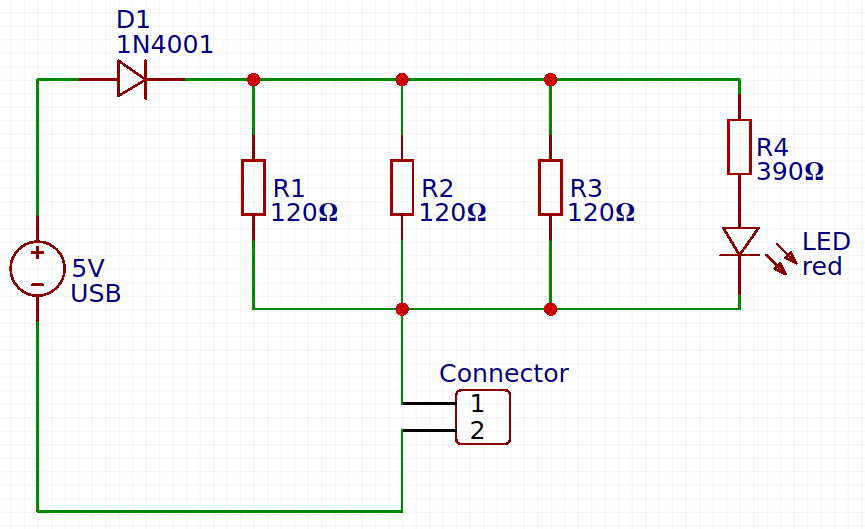 D1
1N4001
R1
120Ω
R2
120Ω
R3
120Ω
R4
390Ω
LED
red
5V
USB
+
−
Connector
1
2